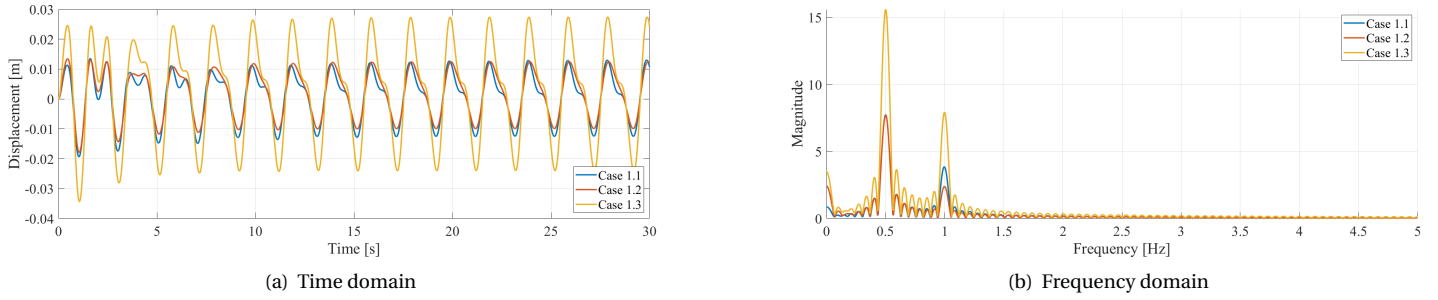 0.03
0.02
0.01
0
-0.01
-0.02
-0.03
-0.04
Displacement [m]
0
5
10
15
20
25
30
Time [s]
Case 1.1
Case 1.2
Case 1.3
(a) Time domain
15
10
5
0
Magnitude
0
0.5
1
1.5
2
2.5
3
3.5
4
4.5
5
Frequency [Hz]
Case 1.1
Case 1.2
Case 1.3
(b) Frequency domain